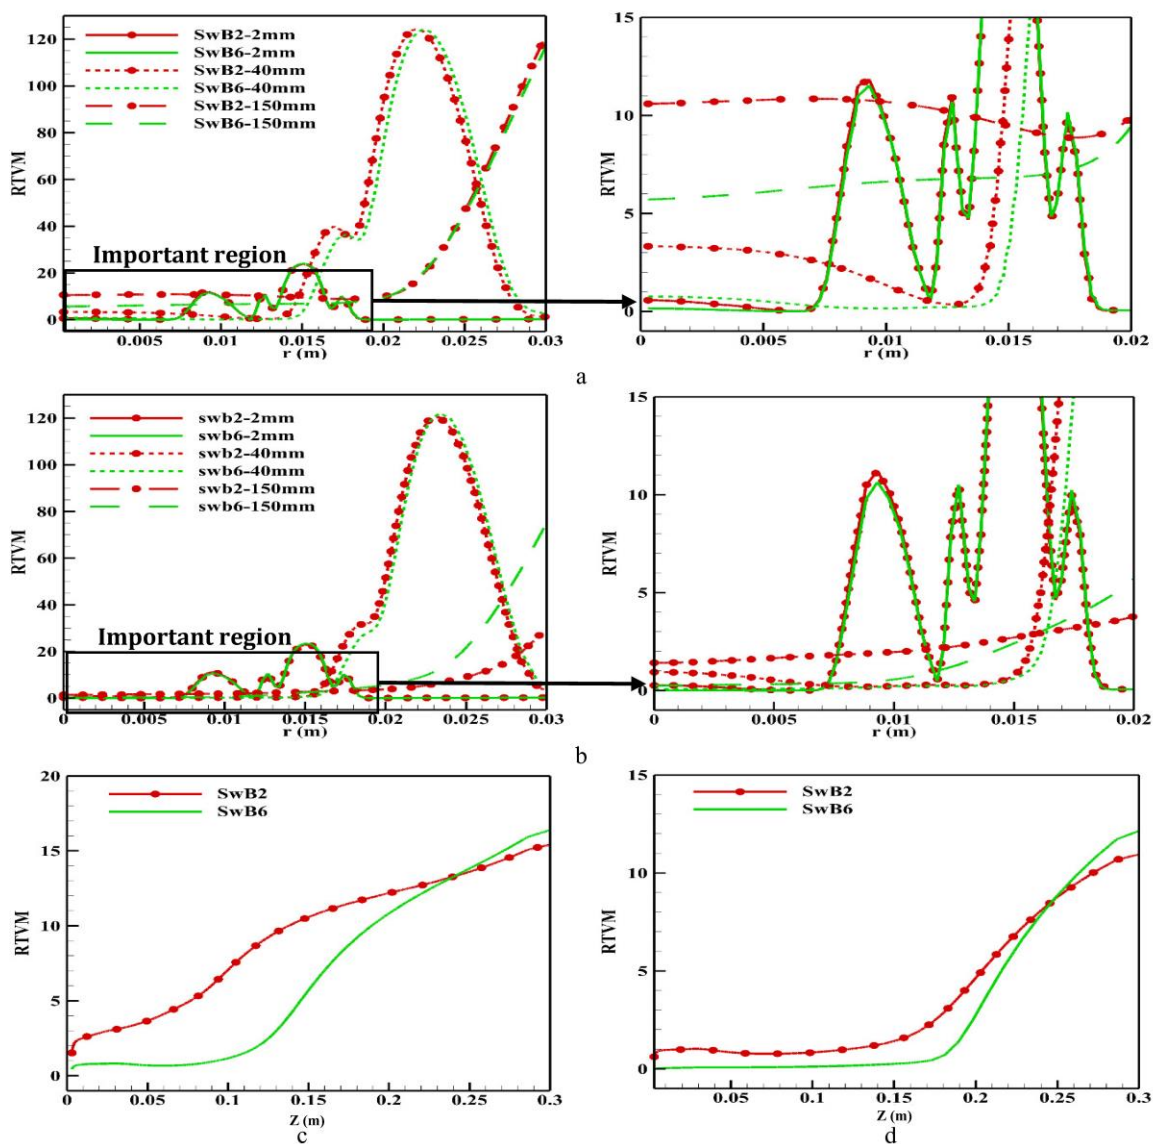 120
100
80
60
40
20
0
RTVM
SwB2-2mm
SwB6-2mm
SwB2-40mm
SwB6-40mm
SwB2-150mm
SwB6-150mm
Important region
0.005 0.01 0.015 0.02 0.025 0.03
r (m)
15
10
5
0
RTVM
0.005 0.01 0.015 0.02
r (m)
a
120
100
80
60
40
20
0
RTVM
swb2-2mm
swb6-2mm
swb2-40mm
swb6-40mm
swb2-150mm
swb6-150mm
Important region
0.005 0.01 0.015 0.02 0.025 0.03
r (m)
15
10
5
0
RTVM
0.005 0.01 0.015 0.02
r (m)
b
20
15
10
5
0
RTVM
SwB2
SwB6
0 0.05 0.1 0.15 0.2 0.25 0.3
Z (m)
c
15
10
5
0
RTVM
SwB2
SwB6
0.05 0.1 0.15 0.2 0.25 0.3
Z (m)
d